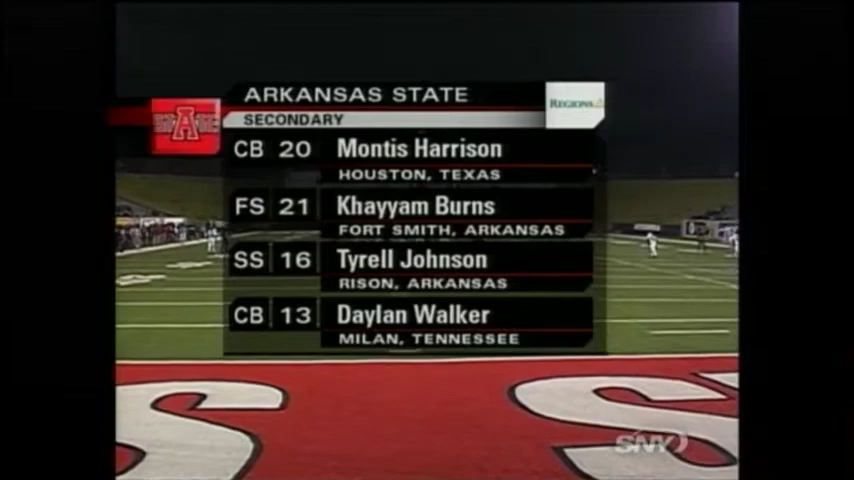 ARKANSAS STATE
REGIONS
A
SECONDARY
CB 20 Montis Harrison
HOUSTON, TEXAS
FS 21 Khayyam Burns
FORT SMITH, ARKANSAS
SS 16 Tyrell Johnson
RISON, ARKANSAS
CB 13 Daylan Walker
MILAN, TENNESSEE
SNY